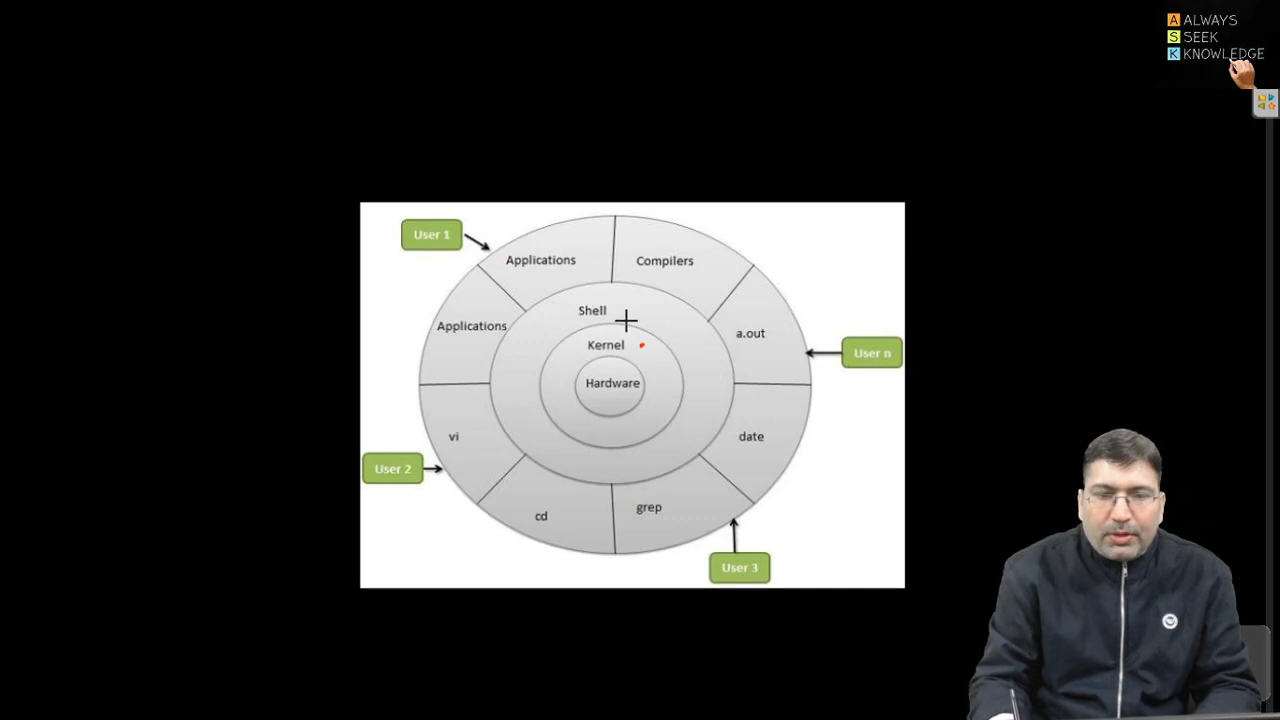 A ALWAYS
S SEEK
K KNOWLEDGE
User 1
Applications
Compilers
Shell
Applications
a.out
Kernel
User n
Hardware
vi
date
User 2
cd
grep
User 3